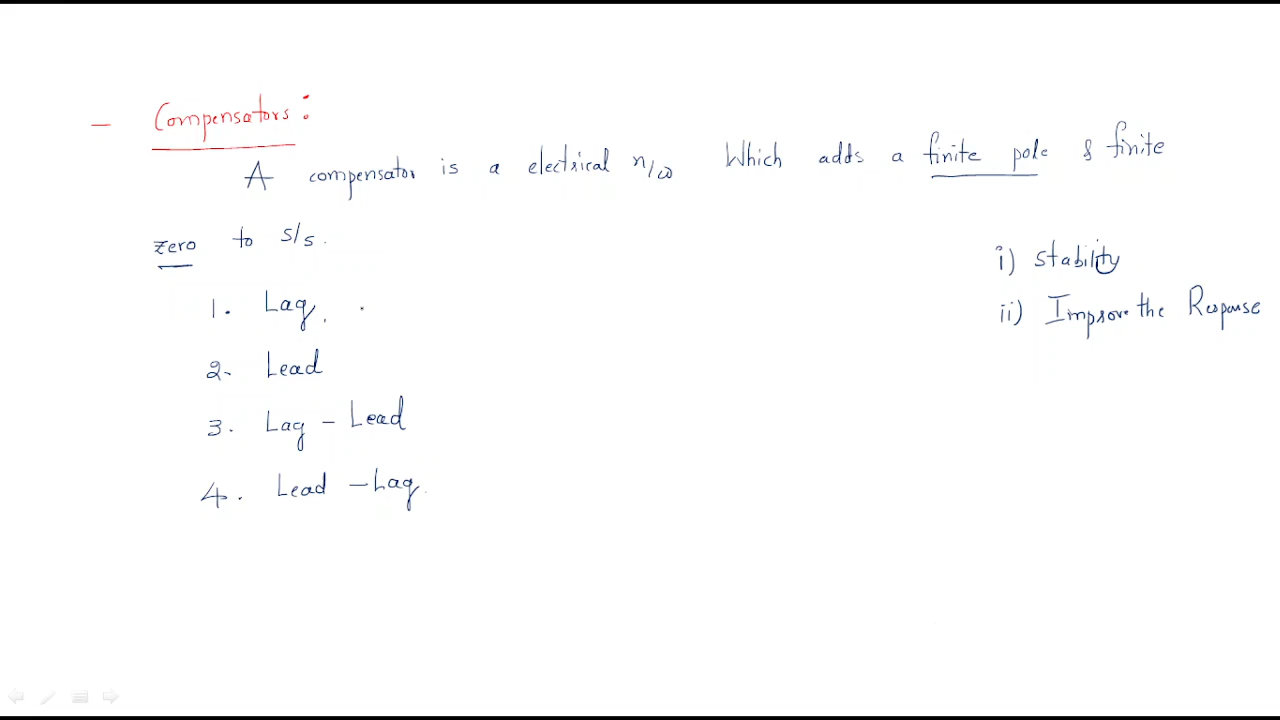 - Compensators:
A compensator is a electrical n/w Which adds a finite pole & finite
zero to s/s.
i) Stability
ii) Improve the Response
1. Lag.
2. Lead
3. Lag - Lead
4. Lead - Lag.